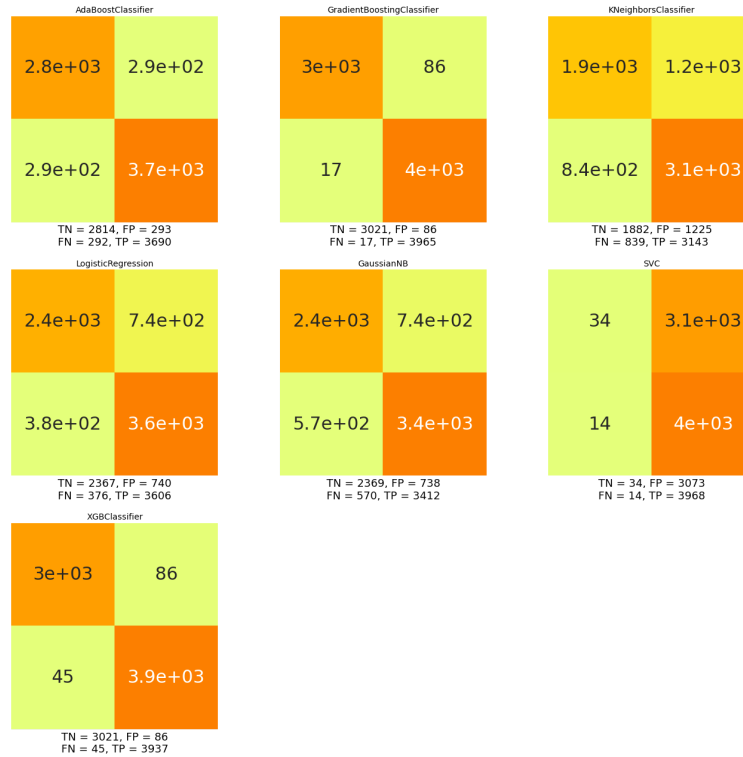 AdaBoostClassifier
2.8e+03 2.9e+02
2.9e+02 3.7e+03
TN = 2814, FP = 293
FN = 292, TP = 3690
GradientBoostingClassifier
3e+03 86
17 4e+03
TN = 3021, FP = 86
FN = 17, TP = 3965
KNeighborsClassifier
1.9e+03 1.2e+03
8.4e+02 3.1e+03
TN = 1882, FP = 1225
FN = 839, TP = 3143
LogisticRegression
2.4e+03 7.4e+02
3.8e+02 3.6e+03
TN = 2367, FP = 740
FN = 376, TP = 3606
GaussianNB
2.4e+03 7.4e+02
5.7e+02 3.4e+03
TN = 2369, FP = 738
FN = 570, TP = 3412
SVC
34 3.1e+03
14 4e+03
TN = 34, FP = 3073
FN = 14, TP = 3968
XGBClassifier
3e+03 86
45 3.9e+03
TN = 3021, FP = 86
FN = 45, TP = 3937